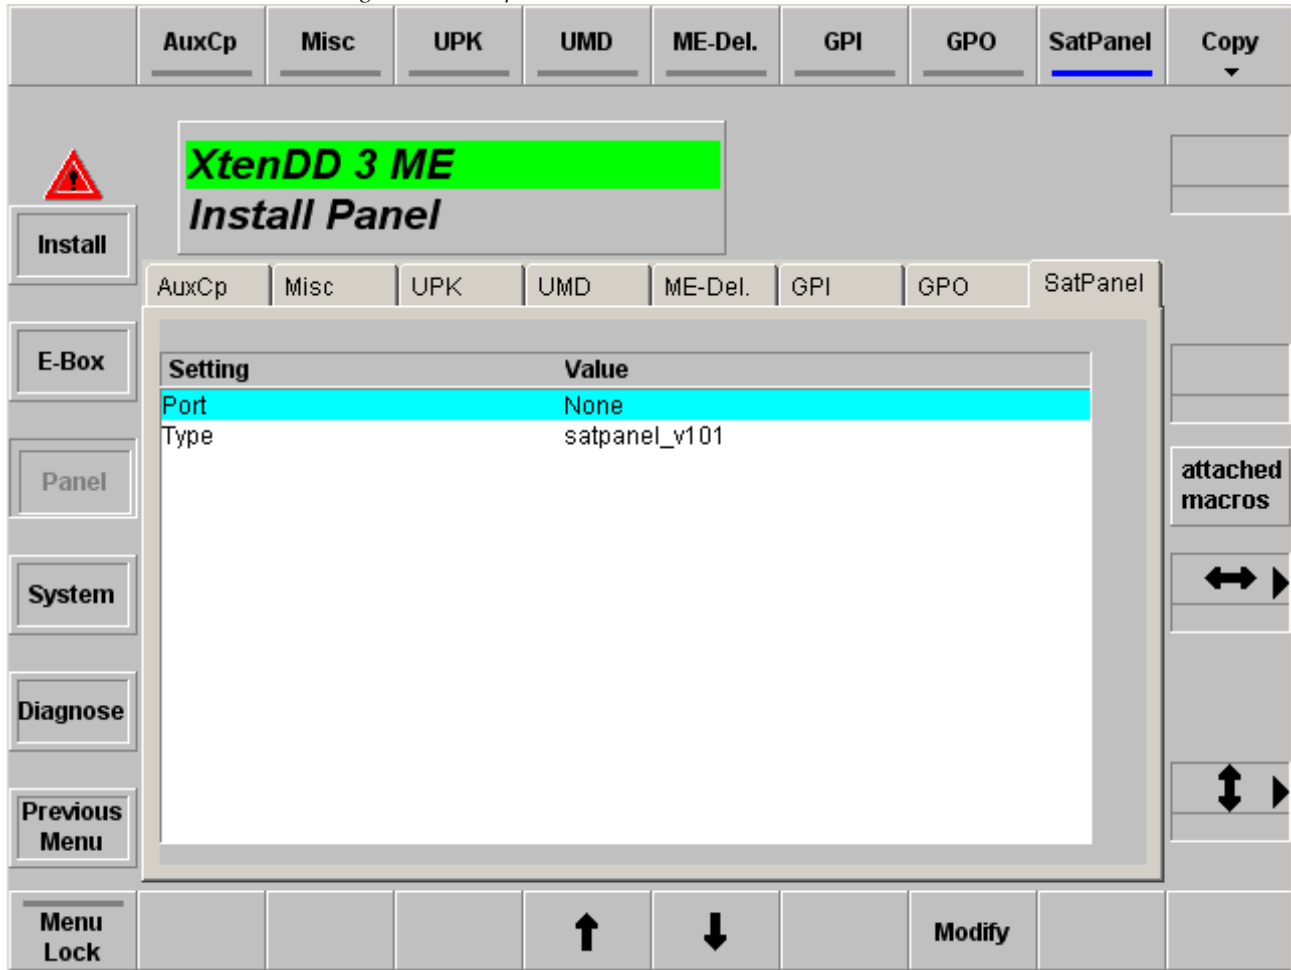 AuxCp Misc UPK UMD ME-Del. GPI GPO SatPanel Copy
XtenDD 3 ME
Install Panel
Install
AuxCp Misc UPK UMD ME-Del. GPI GPO SatPanel
E-Box
Setting Value
Port None
Type satpanel_v101
Panel
attached
macros
System
Diagnose
Previous
Menu
Menu
Lock
Modify